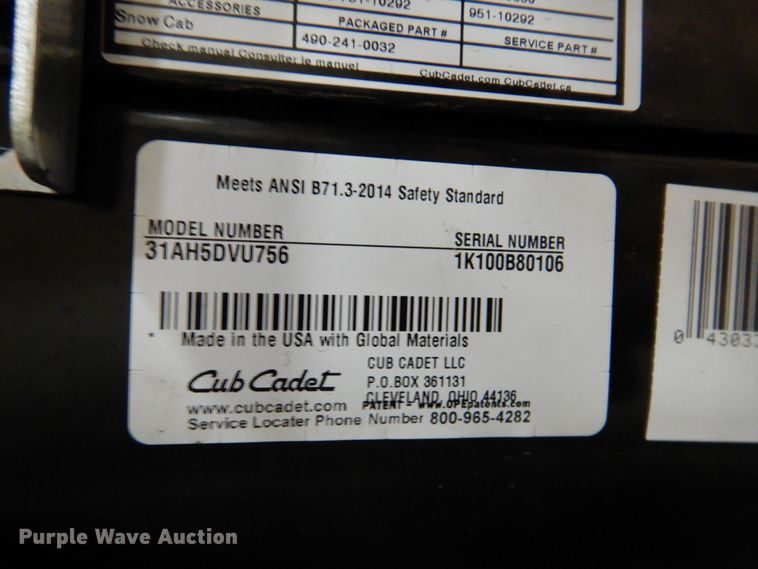 951-10292
ACCESSORIES
Snow Cab
PACKAGED PART #
490-241-0032
SERVICE PART #
Check manual Consulter le manuel
CubCadet.com CubCadet.ca
Meets ANSI B71.3-2014 Safety Standard
MODEL NUMBER
31AH5DVU756
SERIAL NUMBER
1K100B80106
* Made in the USA with Global Materials
Cub Cadet
CUB CADET LLC
P.O.BOX 361131
CLEVELAND, OHIO 44136
PATENT - www.OPEpatents.com
www.cubcadet.com
Service Locater Phone Number 800-965-4282
0 4303
Purple Wave Auction